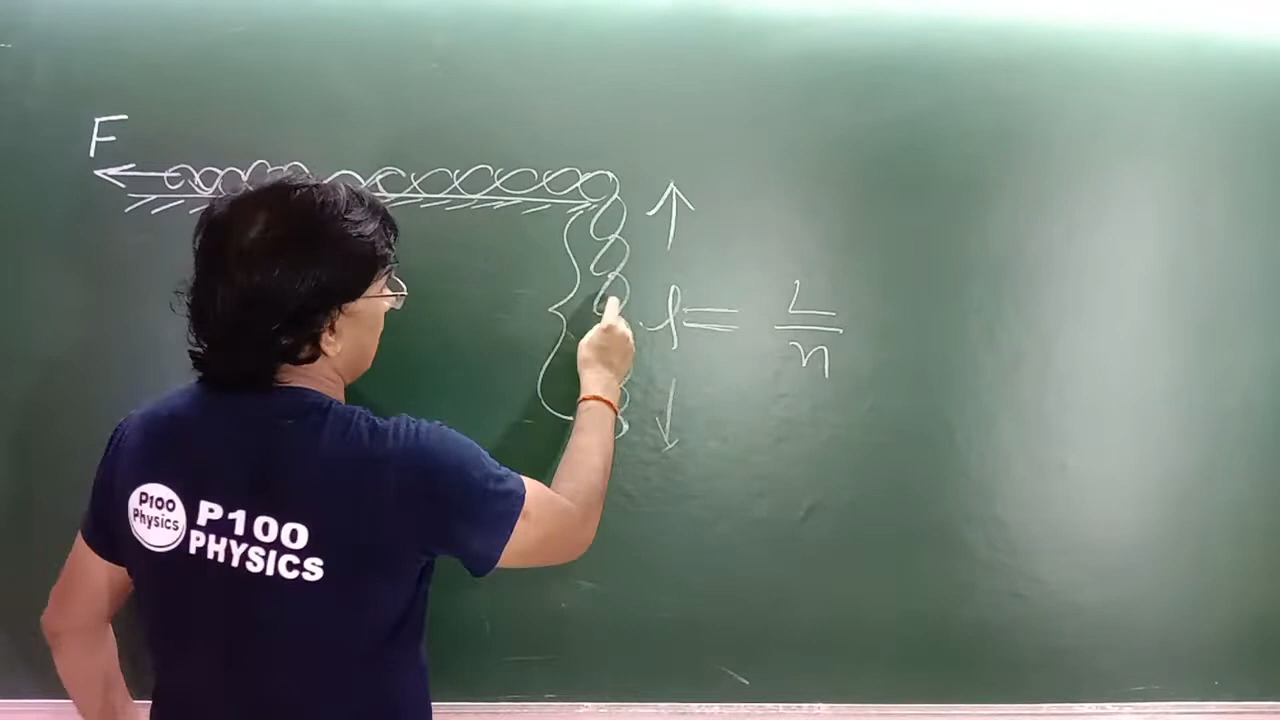 F
l = L/n
P100
Physics
P100
PHYSICS